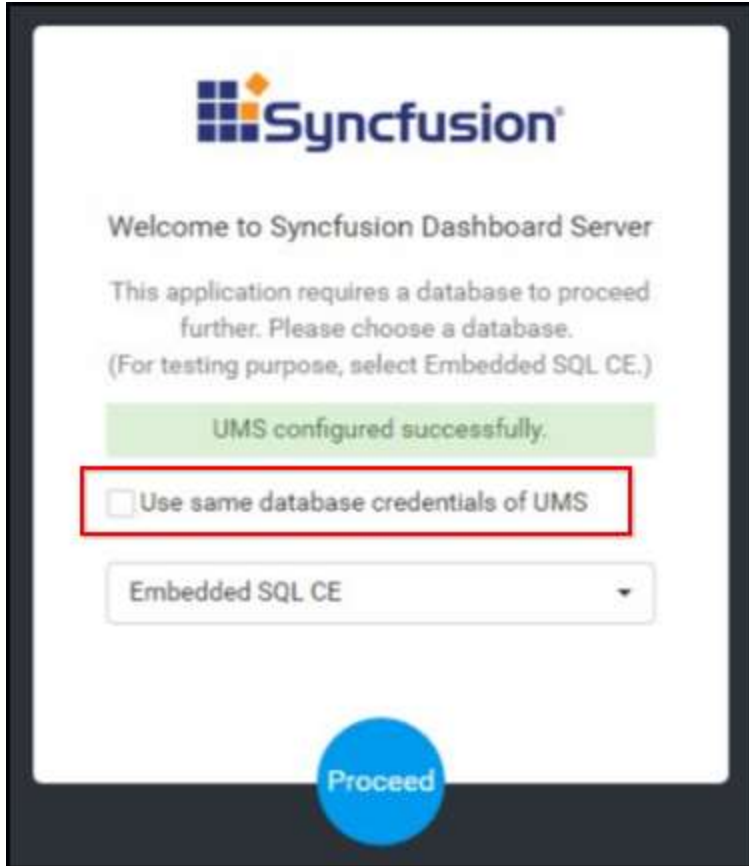 Syncfusion®
Welcome to Syncfusion Dashboard Server
This application requires a database to proceed
further. Please choose a database.
(For testing purpose, select Embedded SQL CE.)
UMS configured successfully.
Use same database credentials of UMS
Embedded SQL CE
Proceed